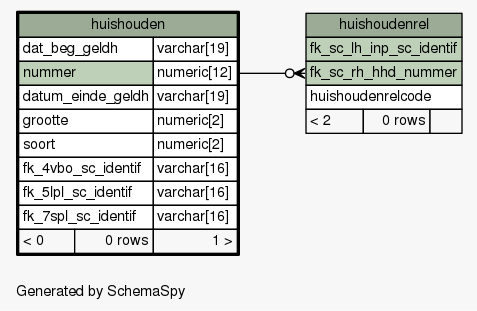 huishouden
dat_beg_geldh varchar[19]
nummer numeric[12]
datum_einde_geldh varchar[19]
grootte numeric[2]
soort numeric[2]
fk_4vbo_sc_identif varchar[16]
fk_5lpl_sc_identif varchar[16]
fk_7spl_sc_identif varchar[16]
< 0 0 rows 1 >
huishoudenrel
fk_sc_lh_inp_sc_identif
fk_sc_rh_hhd_nummer
huishoudenrelcode
< 2 0 rows
Generated by SchemaSpy